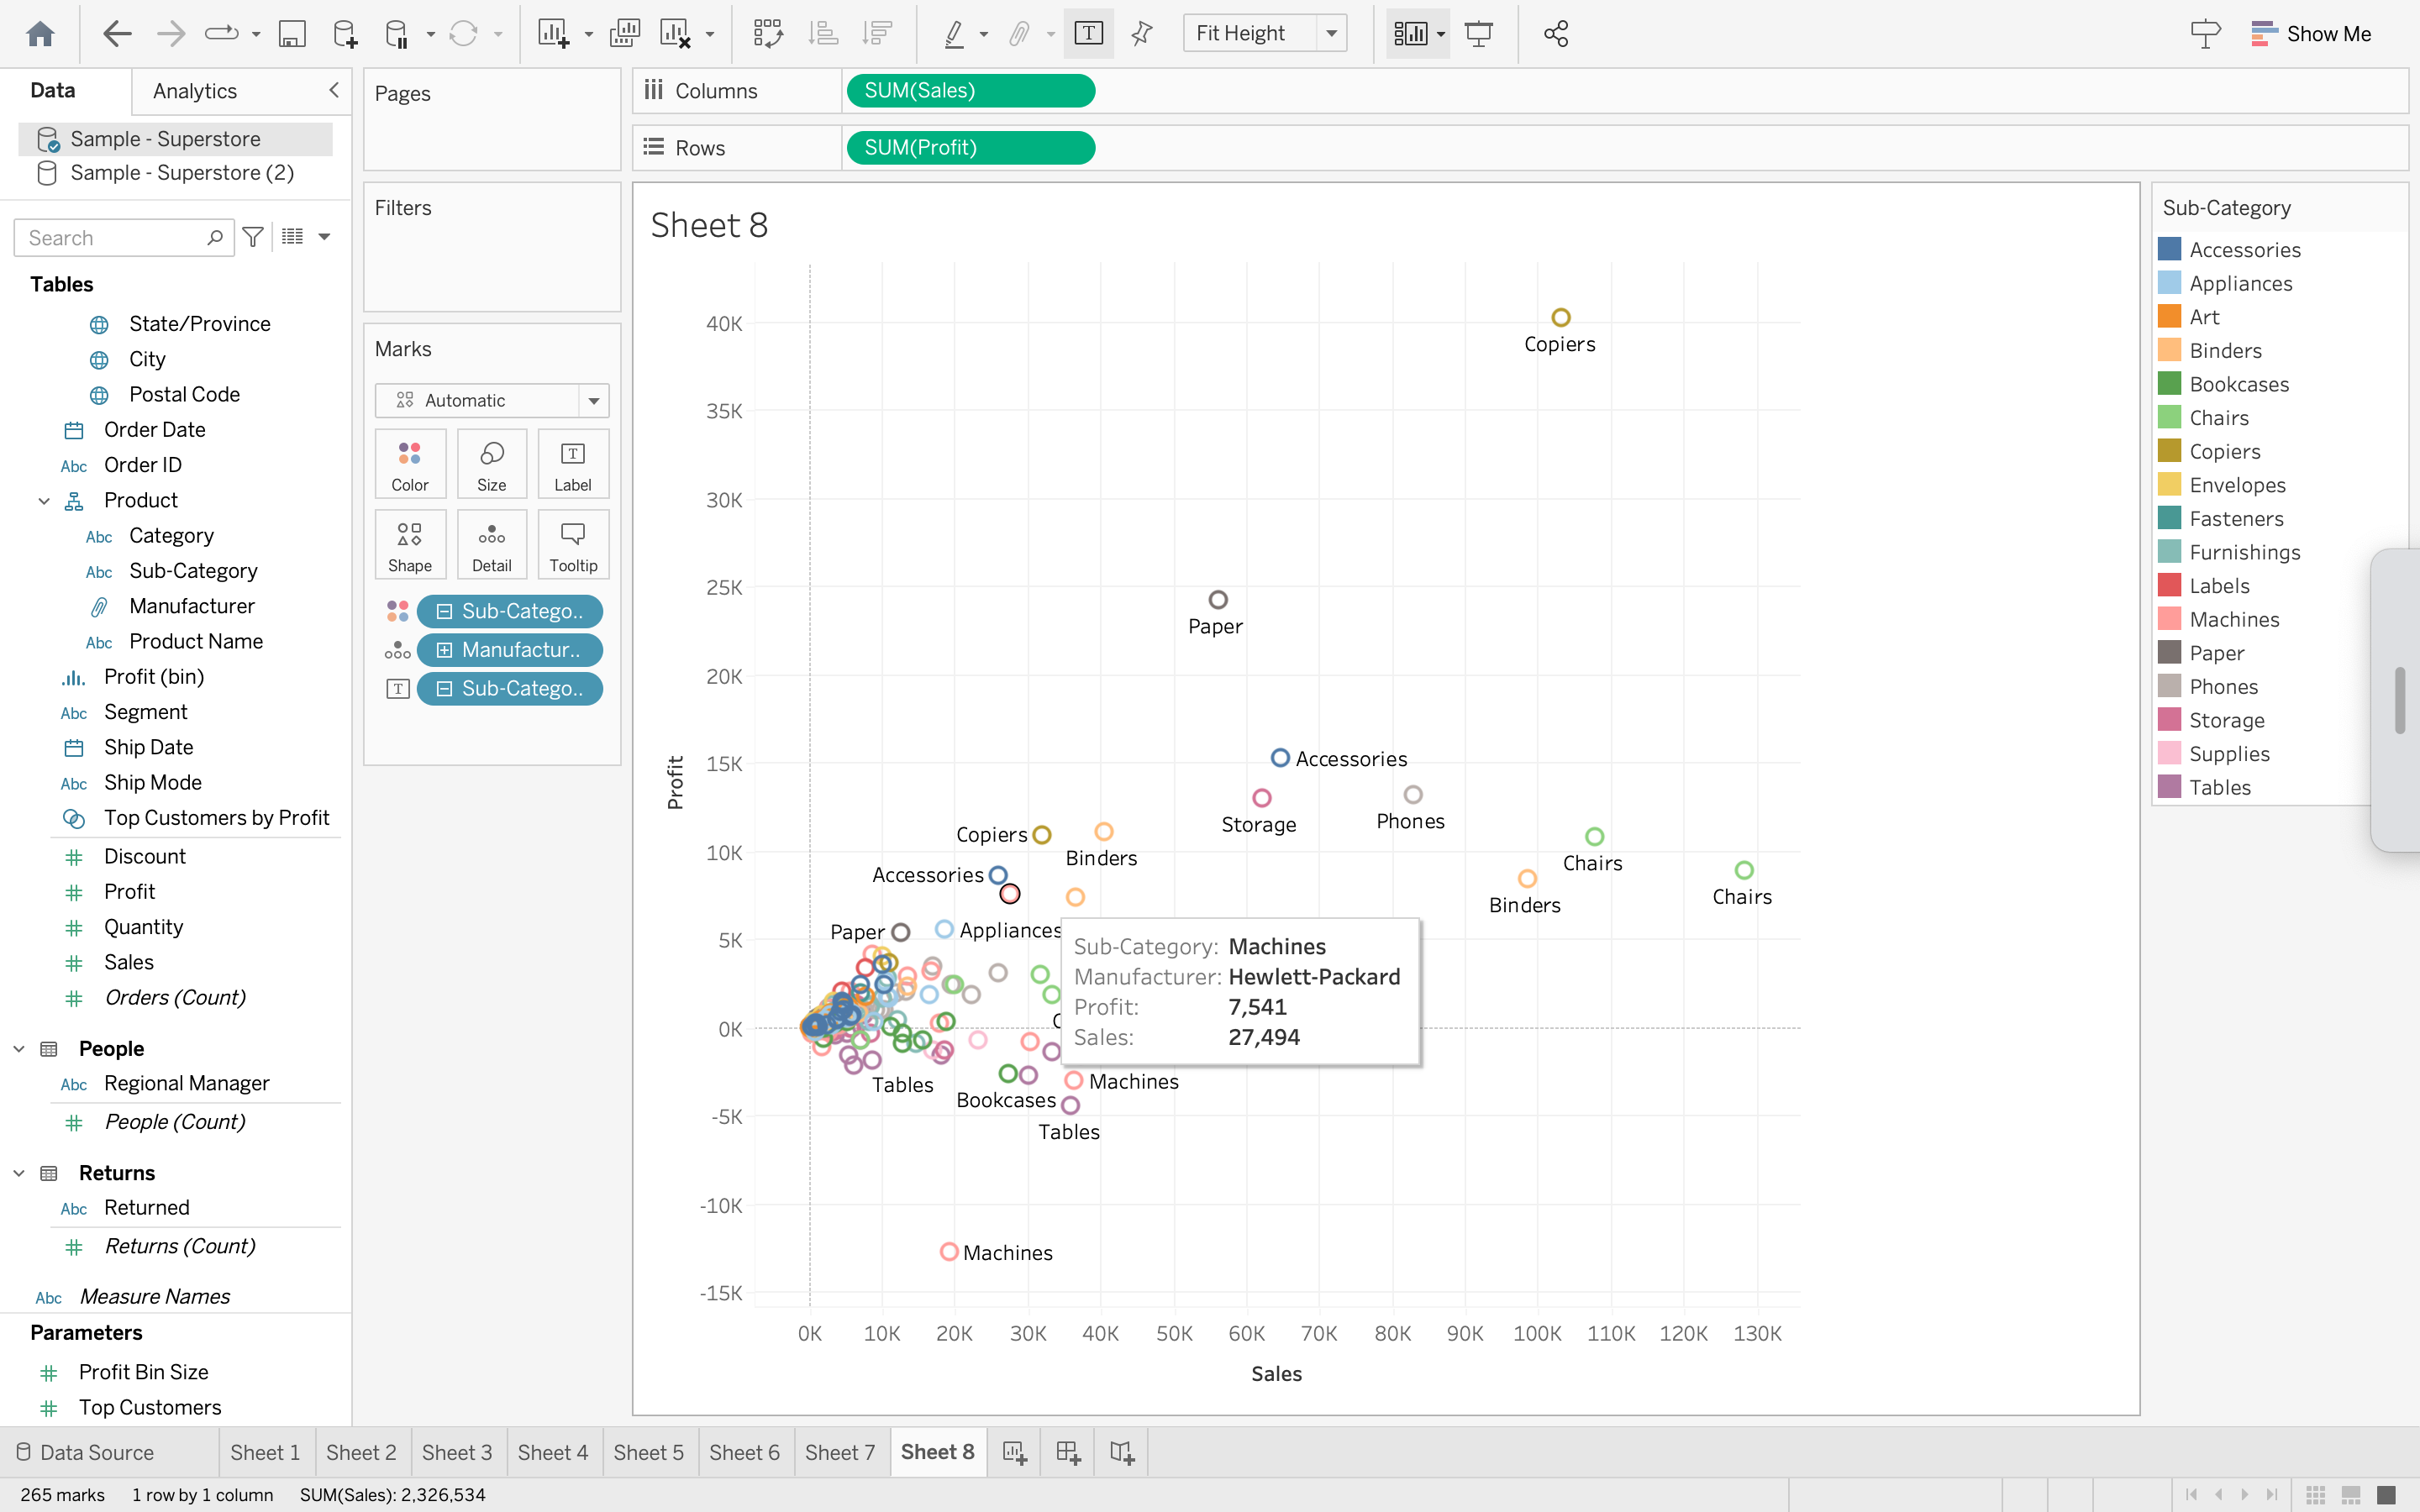 Fit Height
Show Me
Data
Analytics
Pages
Columns
SUM(Sales)
Sample - Superstore
Sample - Superstore (2)
Rows
SUM(Profit)
Filters
Search
Sheet 8
Tables
State/Province
City
Postal Code
Order Date
Abc Order ID
Product
Abc Category
Abc Sub-Category
Manufacturer
Abc Product Name
Profit (bin)
Abc Segment
Ship Date
Abc Ship Mode
Top Customers by Profit
Discount
Profit
Quantity
Sales
Orders (Count)
People
Abc Regional Manager
People (Count)
Returns
Abc Returned
Returns (Count)
Abc Measure Names
Parameters
Profit Bin Size
Top Customers
Marks
Automatic
Color
Size
Label
Shape
Detail
Tooltip
Sub-Catego..
Manufactur..
Sub-Catego..
Profit
40K
35K
30K
25K
20K
15K
10K
5K
0K
-5K
-10K
-15K
Copiers
Paper
Accessories
Storage
Phones
Copiers
Binders
Chairs
Accessories
Binders
Chairs
Paper
Appliances
Sub-Category: Machines
Manufacturer: Hewlett-Packard
Profit: 7,541
Sales: 27,494
Tables
Machines
Bookcases
Tables
Machines
0K 10K 20K 30K 40K 50K 60K 70K 80K 90K 100K 110K 120K 130K
Sales
Sub-Category
Accessories
Appliances
Art
Binders
Bookcases
Chairs
Copiers
Envelopes
Fasteners
Furnishings
Labels
Machines
Paper
Phones
Storage
Supplies
Tables
Data Source
Sheet 1
Sheet 2
Sheet 3
Sheet 4
Sheet 5
Sheet 6
Sheet 7
Sheet 8
265 marks
1 row by 1 column
SUM(Sales): 2,326,534